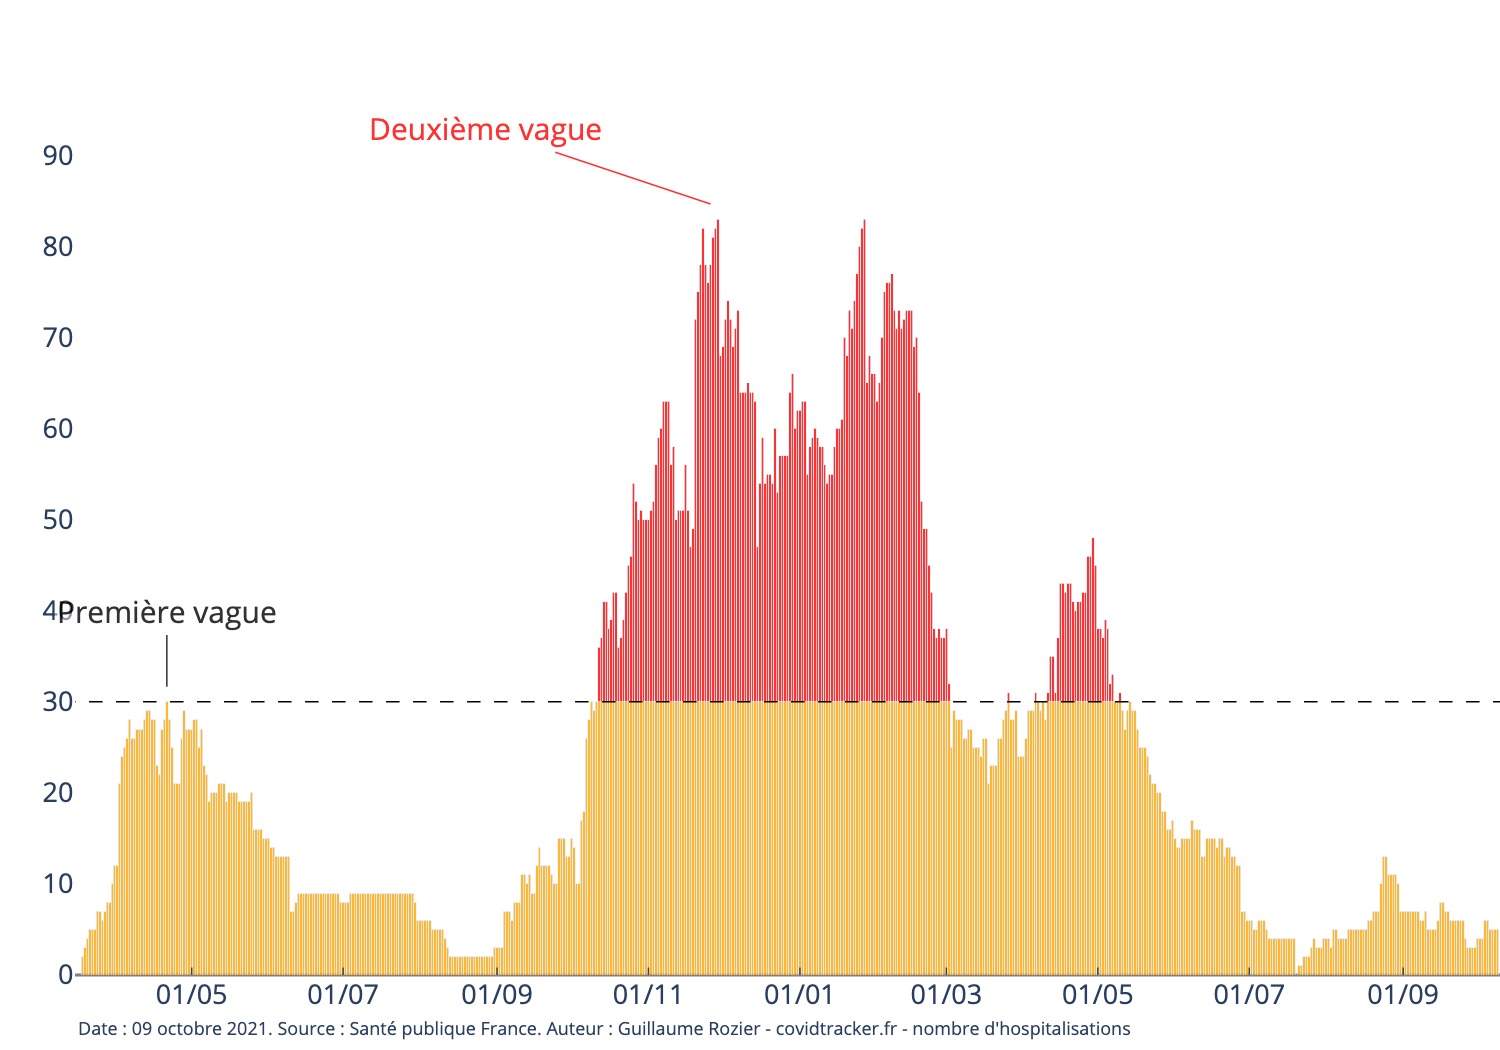 Deuxième vague
90
80
70
60
50
40
Première vague
30
20
10
0
01/05 01/07 01/09 01/11 01/01 01/03 01/05 01/07 01/09
Date : 09 octobre 2021. Source : Santé publique France. Auteur : Guillaume Rozier - covidtracker.fr - nombre d'hospitalisations